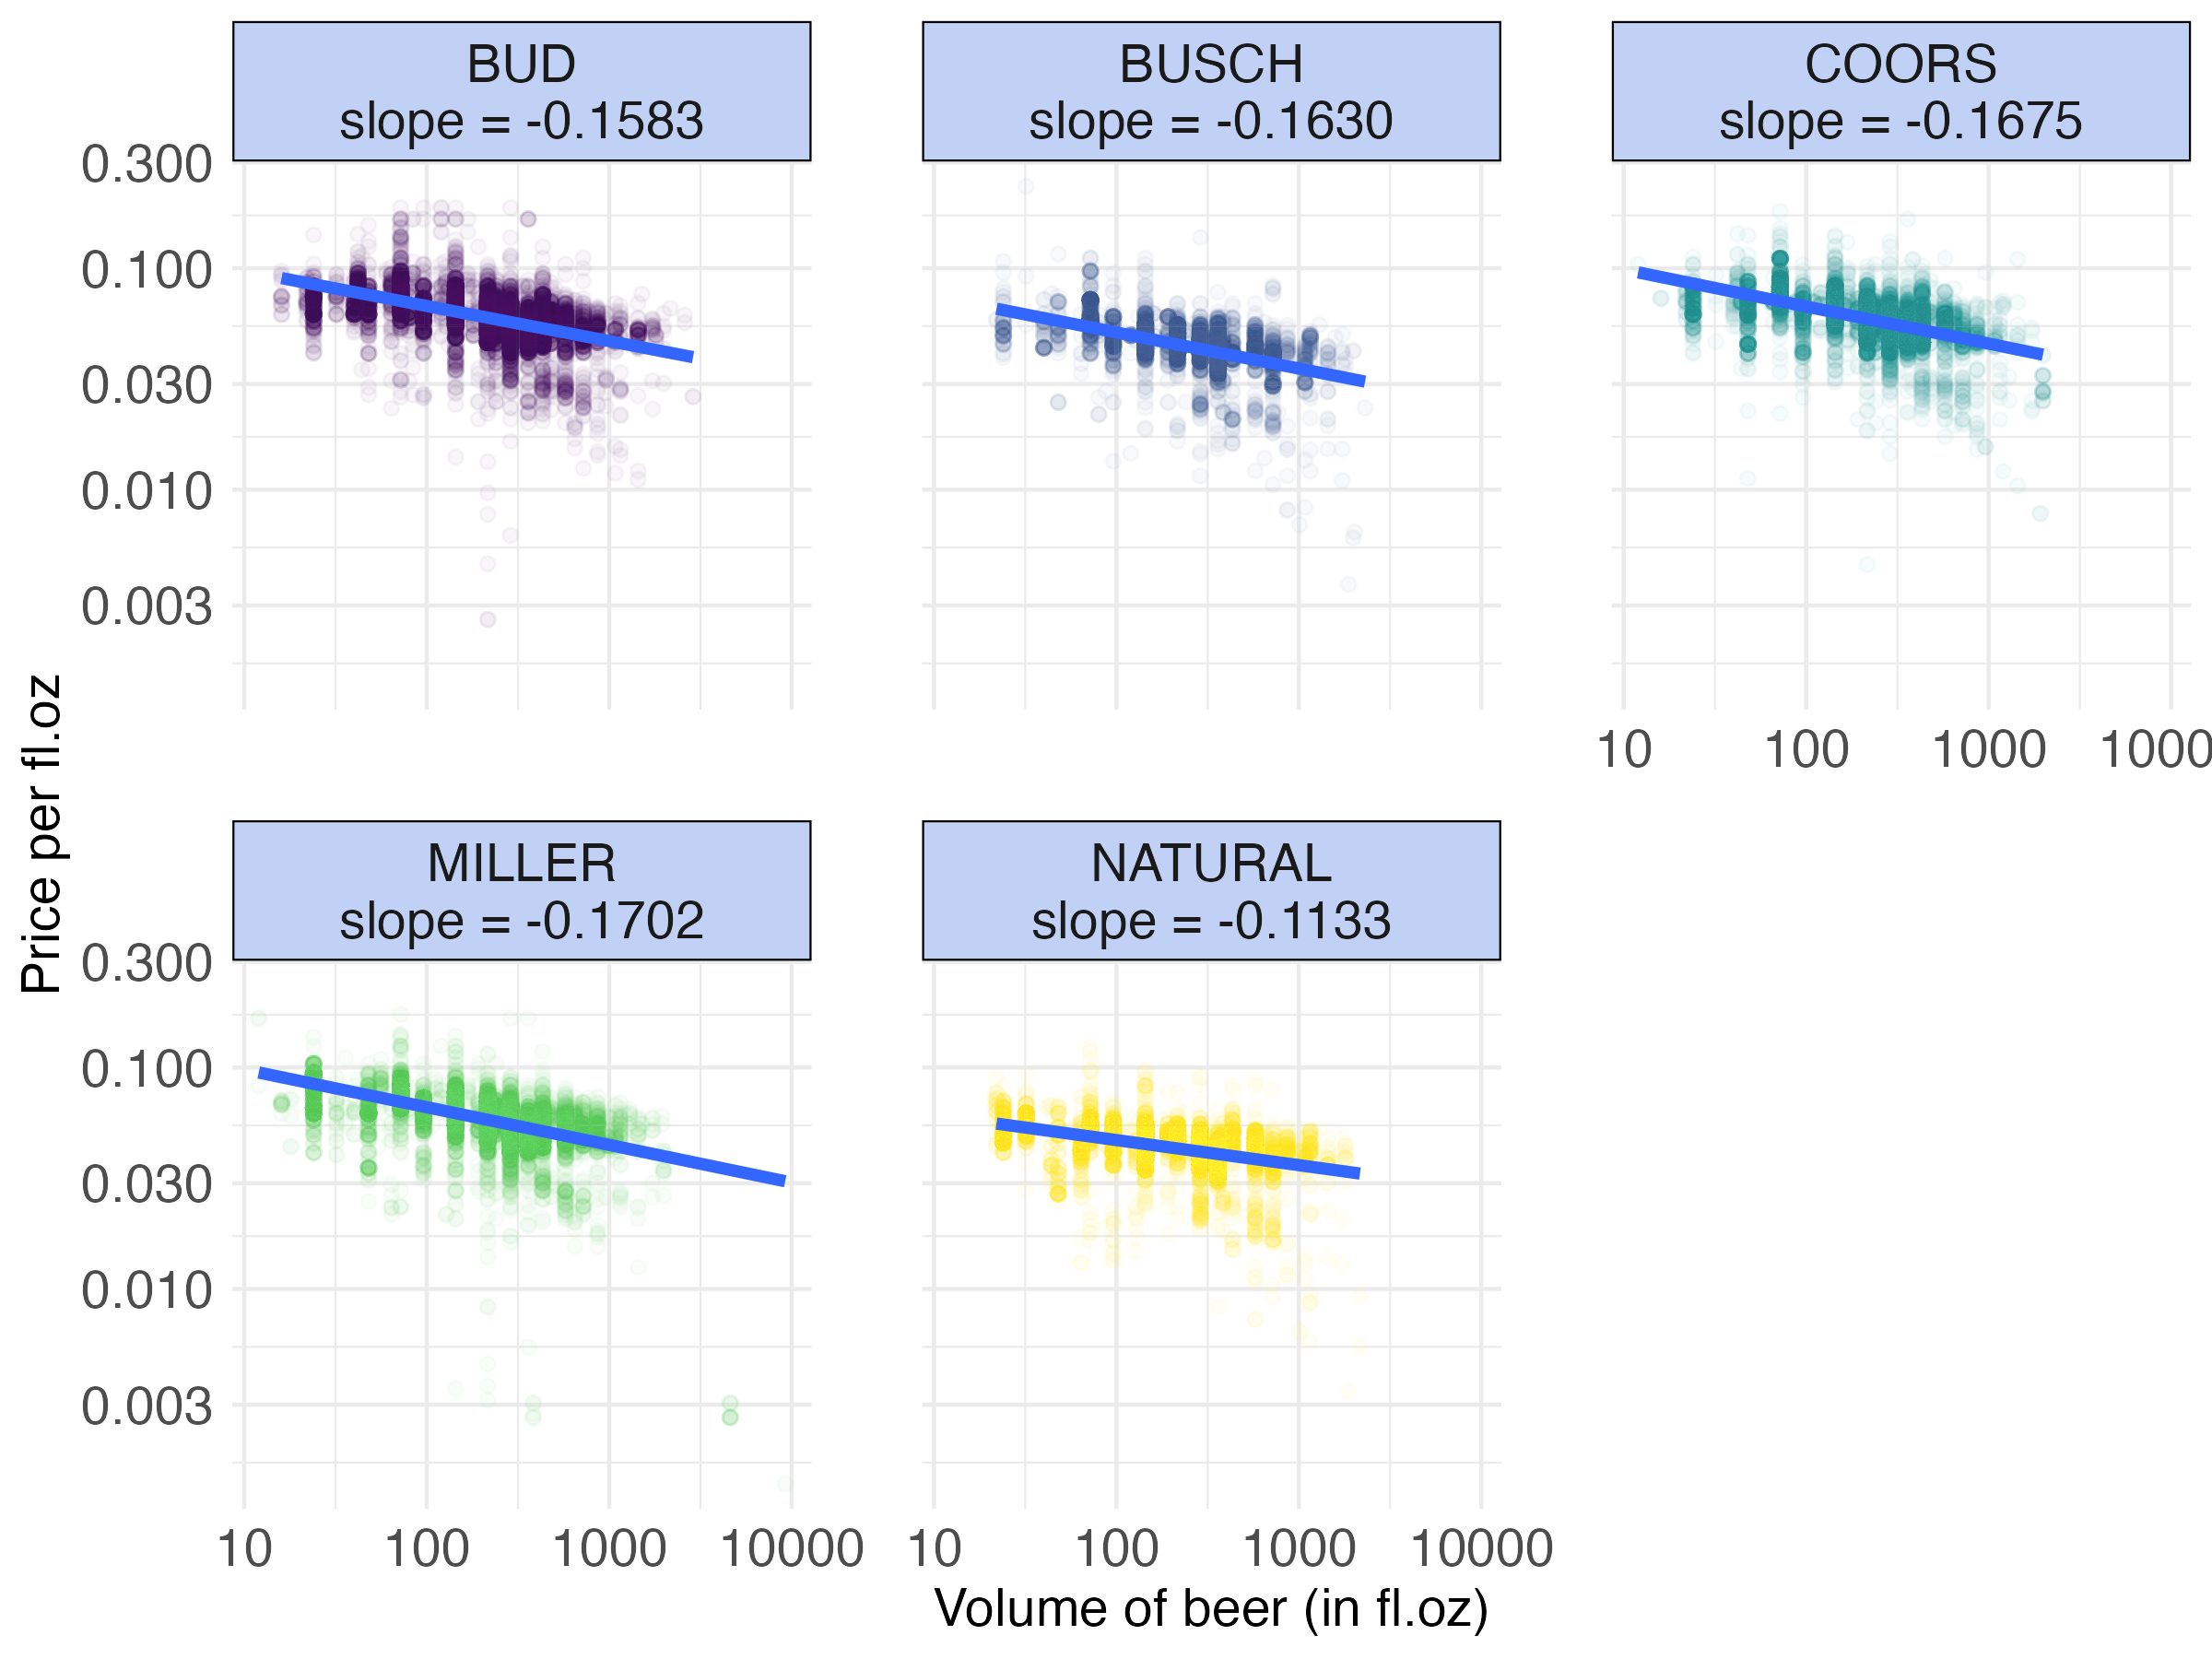 BUD
slope = -0.1583
BUSCH
slope = -0.1630
COORS
slope = -0.1675
0.300
0.100
0.030
0.010
0.003
10 100 1000 1000
Price per fl.oz
MILLER
slope = -0.1702
NATURAL
slope = -0.1133
0.300
0.100
0.030
0.010
0.003
10 100 1000 10000
10 100 1000 10000
Volume of beer (in fl.oz)